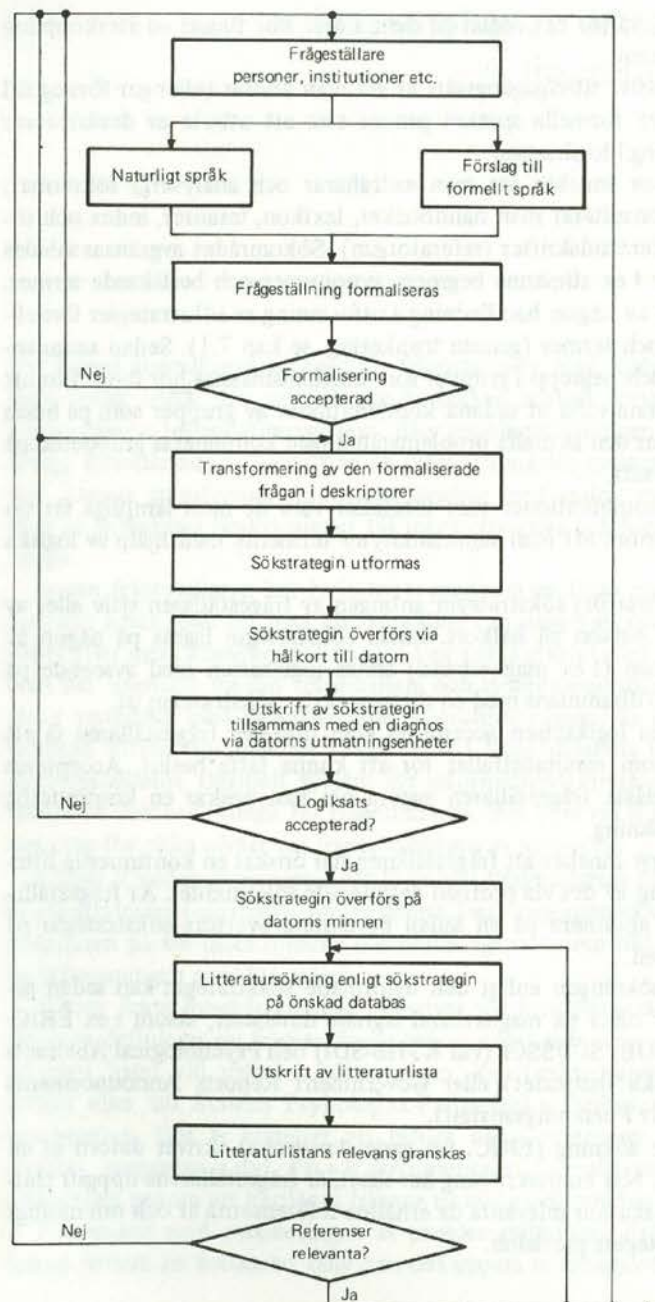 Frågeställare
personer, institutioner etc.
Naturligt språk
Förslag till
formellt språk
Frågeställning formaliseras
Nej
Formalisering
accepterad
Ja
Transformering av den formaliserade
frågan i deskriptorer
Sökstrategin utformas
Sökstrategin överförs via
hålkort till datorn
Utskrift av sökstrategin
tillsammans med en diagnos
via datorns utmatningsenheter
Nej
Logiksats
accepterad?
Ja
Sökstrategin överförs på
datorns minnen
Litteratursökning enligt sökstrategin
på önskad databas
Utskrift av litteraturlista
Litteraturlistans relevans granskas
Nej
Referenser
relevanta?
Ja